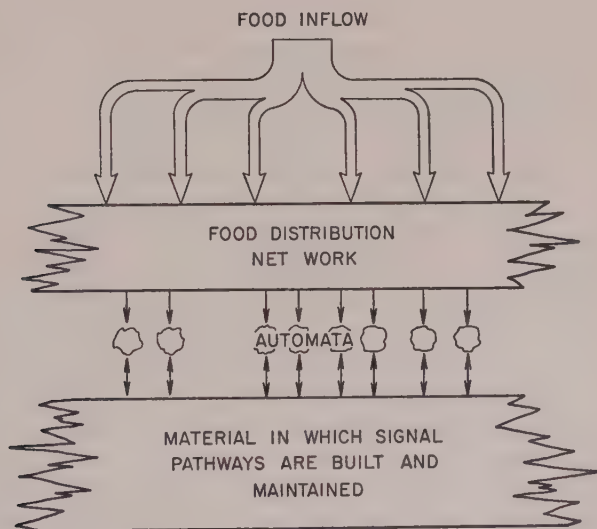 FOOD INFLOW
FOOD DISTRIBUTION
NET WORK
AUTOMATA
MATERIAL IN WHICH SIGNAL
PATHWAYS ARE BUILT AND
MAINTAINED